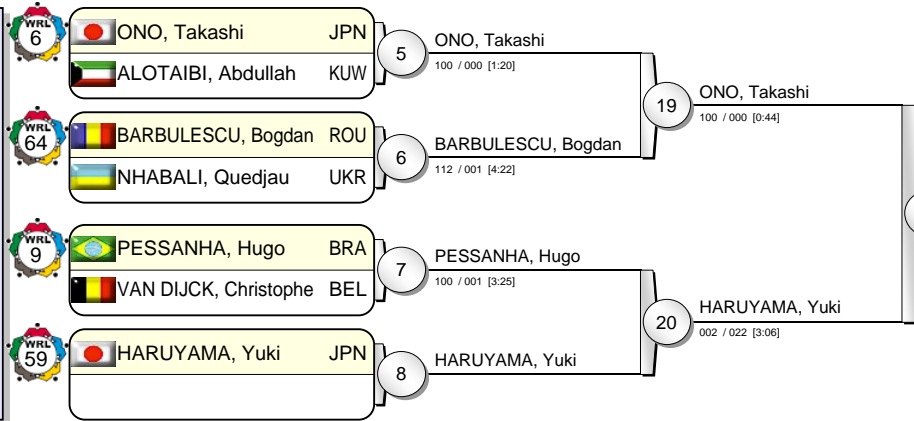 WRL 6 ONO, Takashi JPN
ALOTAIBI, Abdullah KUW
5
ONO, Takashi
100 / 000 [1:20]
WRL 64 BARBULESCU, Bogdan ROU
NHABALI, Quedjau UKR
6
BARBULESCU, Bogdan
112 / 001 [4:22]
19
ONO, Takashi
100 / 000 [0:44]
WRL 9 PESSANHA, Hugo BRA
VAN DIJCK, Christophe BEL
7
PESSANHA, Hugo
100 / 001 [3:25]
WRL 59 HARUYAMA, Yuki JPN
8
HARUYAMA, Yuki
20
HARUYAMA, Yuki
002 / 022 [3:06]